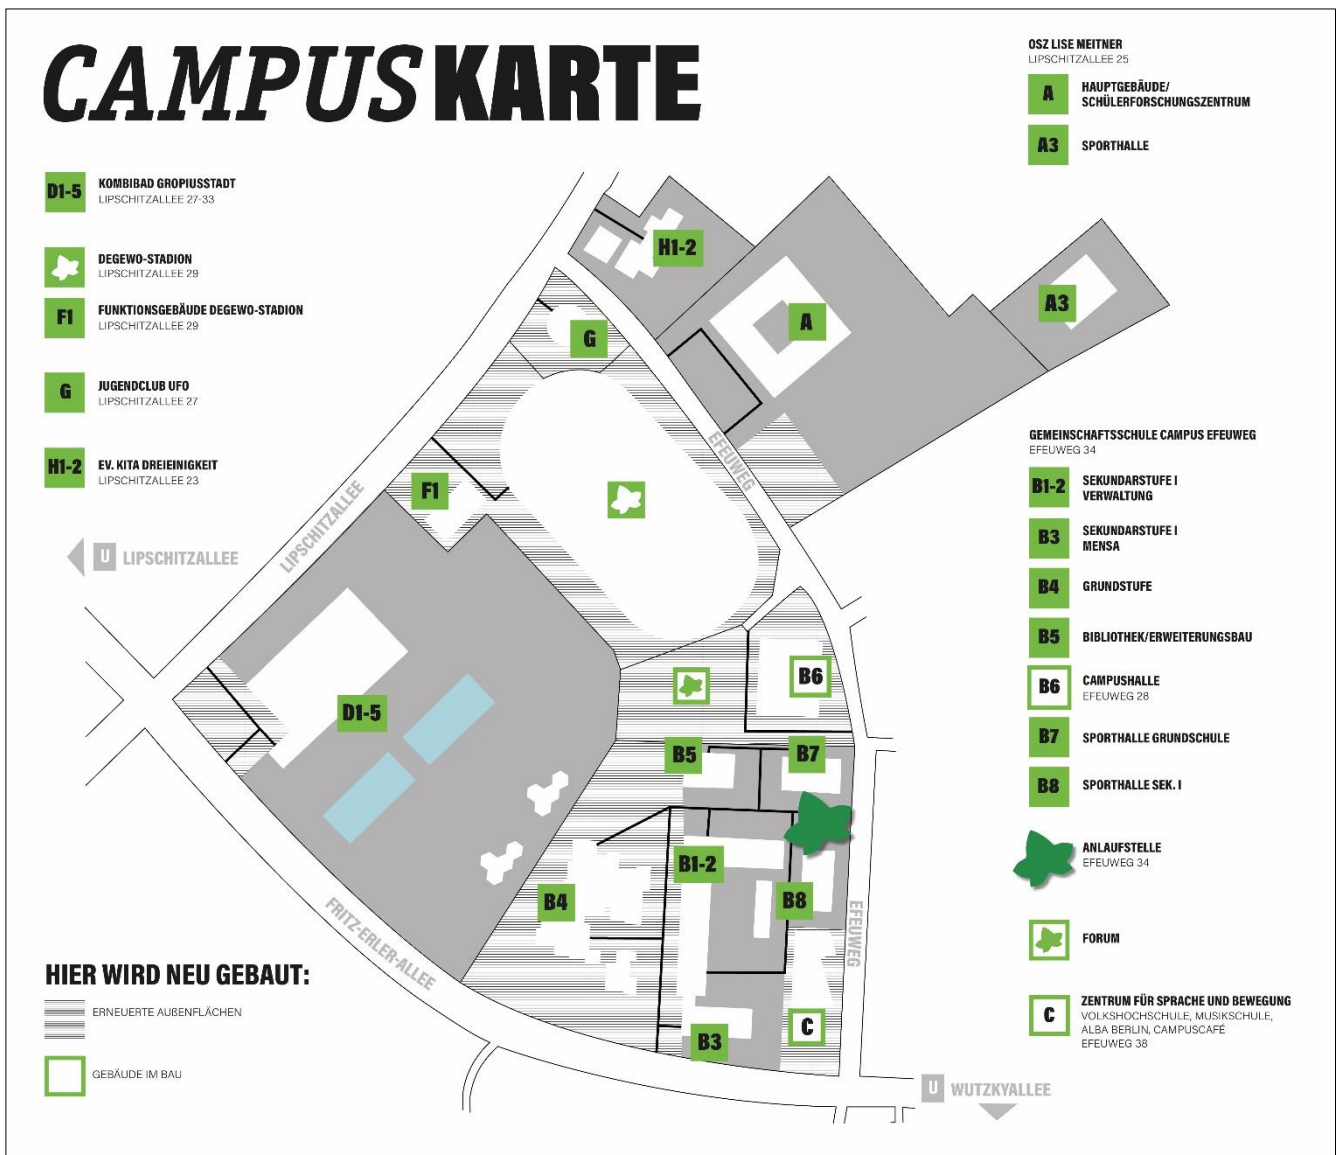 CAMPUSKARTE
D1-5 KOMBIBAD GROPIUSSTADT
LIPSCHITZALLEE 27-33
DEGEWO-STADION
LIPSCHITZALLEE 29
F1 FUNKTIONSGEBÄUDE DEGEWO-STADION
LIPSCHITZALLEE 29
G JUGENDCLUB UFO
LIPSCHITZALLEE 27
H1-2 EV. KITA DREIEINIGKEIT
LIPSCHITZALLEE 23
U LIPSCHITZALLEE
HIER WIRD NEU GEBAUT:
ERNEUERTE AUßENFLÄCHEN
GEBÄUDE IM BAU
H1-2
A
A3
G
EFEUWEG
F1
LIPSCHITZALLEE
B6
D1-5
B5
B7
B1-2
B4
B8
FRITZ-ERLER-ALLEE
EFEUWEG
C
B3
U WUTZKYALLEE
OSZ LISE MEITNER
LIPSCHITZALLEE 25
A HAUPTGEBÄUDE/
SCHÜLERFORSCHUNGSZENTRUM
A3 SPORTHALLE
GEMEINSCHAFTSSCHULE CAMPUS EFEUWEG
EFEUWEG 34
B1-2 SEKUNDARSTUFE I
VERWALTUNG
B3 SEKUNDARSTUFE I
MENSA
B4 GRUNDSTUFE
B5 BIBLIOTHEK/ERWEITERUNGSBAU
B6 CAMPUSHALLE
EFEUWEG 28
B7 SPORTHALLE GRUNDSCHULE
B8 SPORTHALLE SEK. I
ANLAUFSTELLE
EFEUWEG 34
FORUM
C ZENTRUM FÜR SPRACHE UND BEWEGUNG
VOLKSHOCHSCHULE, MUSIKSCHULE,
ALBA BERLIN, CAMPUSCAFÉ
EFEUWEG 38